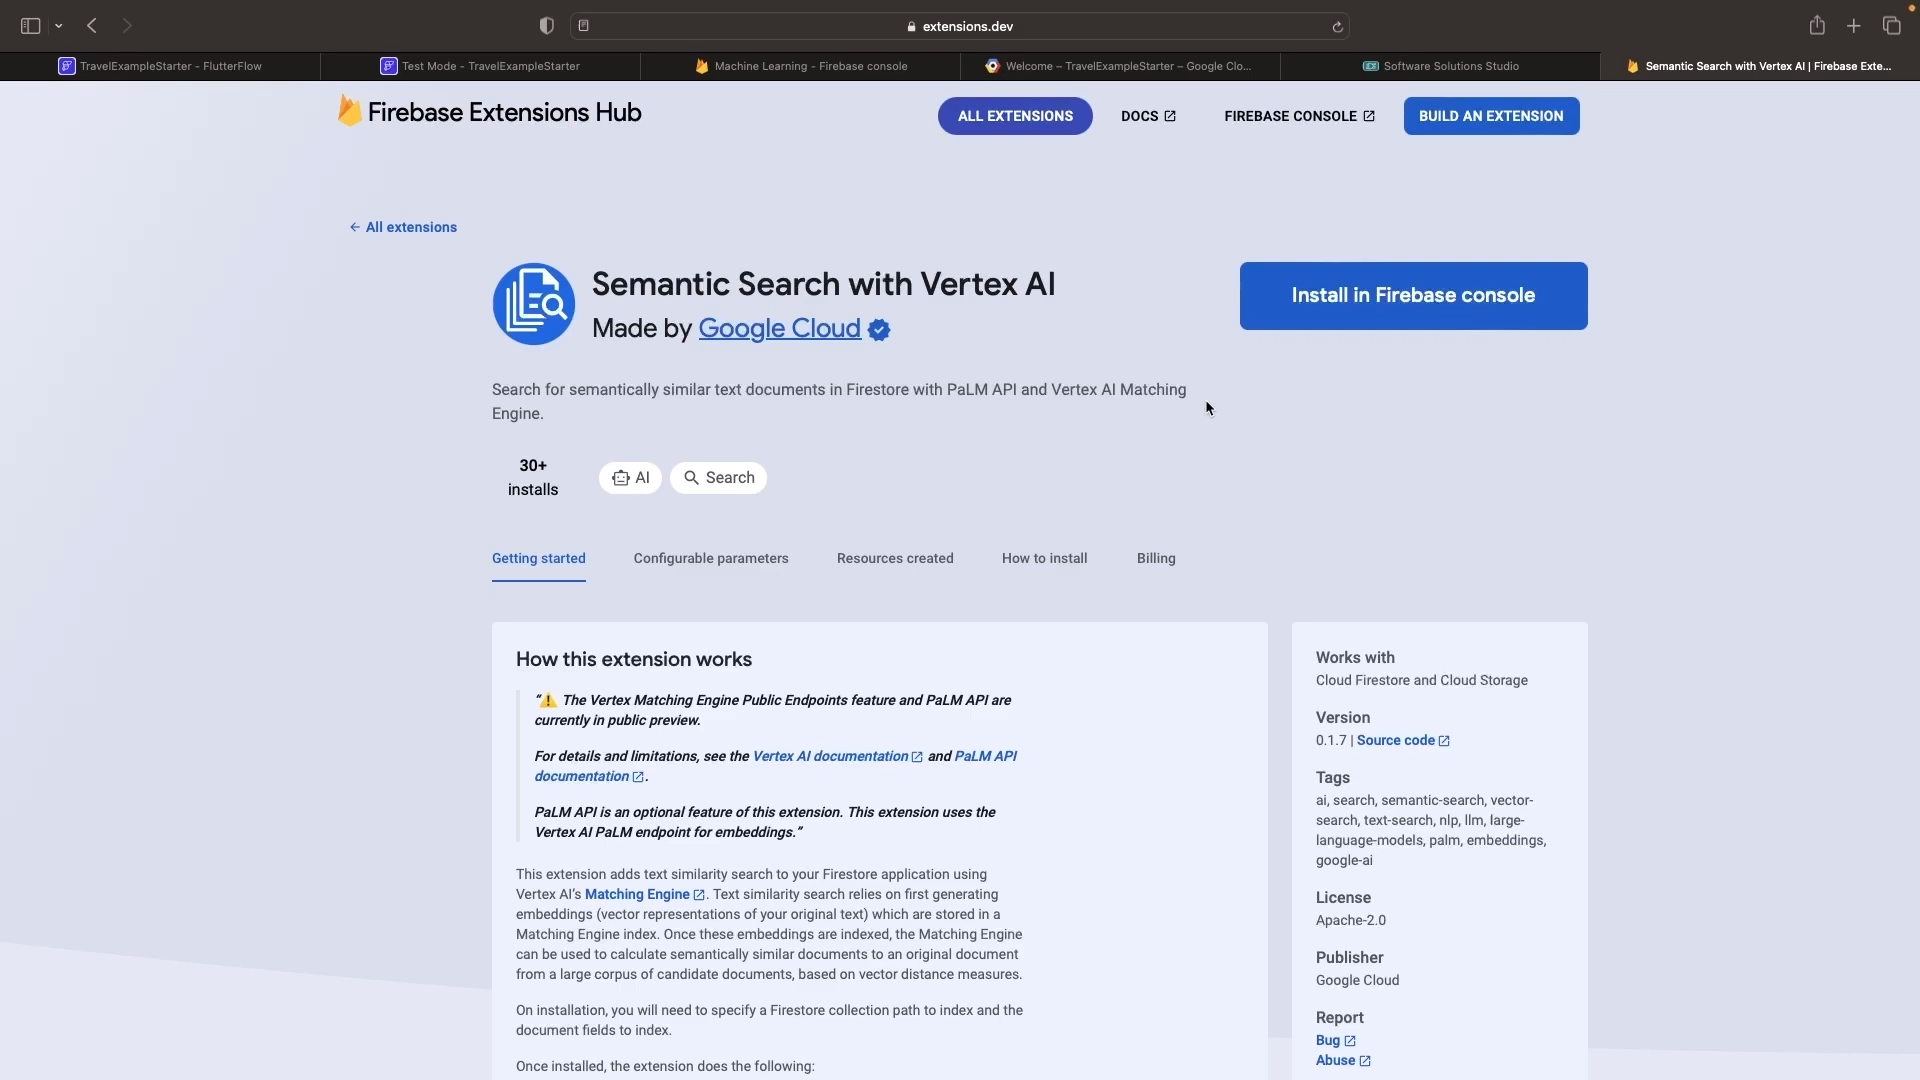 extensions.dev
TravelExampleStarter - FlutterFlow
Test Mode - TravelExampleStarter
Machine Learning - Firebase console
Welcome – TravelExampleStarter – Google Clo...
Software Solutions Studio
Semantic Search with Vertex AI | Firebase Exte...
Firebase Extensions Hub
ALL EXTENSIONS
DOCS
FIREBASE CONSOLE
BUILD AN EXTENSION
← All extensions
Semantic Search with Vertex AI
Made by Google Cloud
Install in Firebase console
Search for semantically similar text documents in Firestore with PaLM API and Vertex AI Matching
Engine.
30+
installs
AI
Search
Getting started
Configurable parameters
Resources created
How to install
Billing
How this extension works
“⚠️ The Vertex Matching Engine Public Endpoints feature and PaLM API are
currently in public preview.
For details and limitations, see the Vertex AI documentation and PaLM API
documentation.
PaLM API is an optional feature of this extension. This extension uses the
Vertex AI PaLM endpoint for embeddings.”
This extension adds text similarity search to your Firestore application using
Vertex AI’s Matching Engine. Text similarity search relies on first generating
embeddings (vector representations of your original text) which are stored in a
Matching Engine index. Once these embeddings are indexed, the Matching Engine
can be used to calculate semantically similar documents to an original document
from a large corpus of candidate documents, based on vector distance measures.
On installation, you will need to specify a Firestore collection path to index and the
document fields to index.
Once installed, the extension does the following:
Works with
Cloud Firestore and Cloud Storage
Version
0.1.7 | Source code
Tags
ai, search, semantic-search, vector-
search, text-search, nlp, llm, large-
language-models, palm, embeddings,
google-ai
License
Apache-2.0
Publisher
Google Cloud
Report
Bug
Abuse